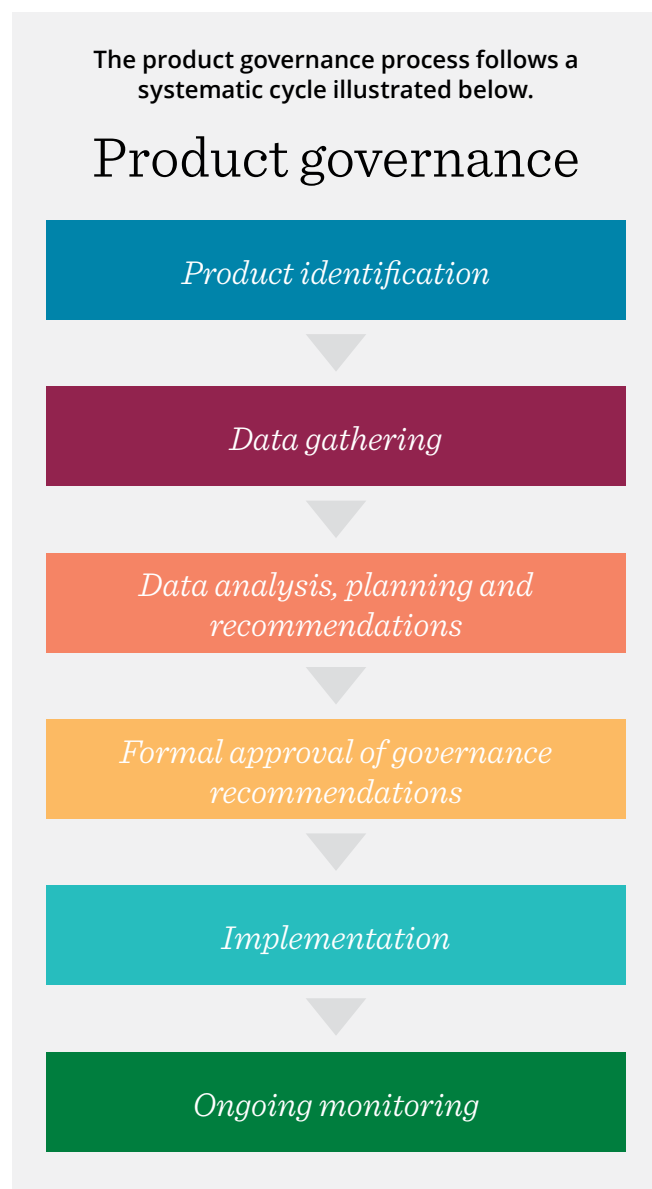 The product governance process follows a
systematic cycle illustrated below.
Product governance
Product identification
Data gathering
Data analysis, planning and
recommendations
Formal approval of governance
recommendations
Implementation
Ongoing monitoring